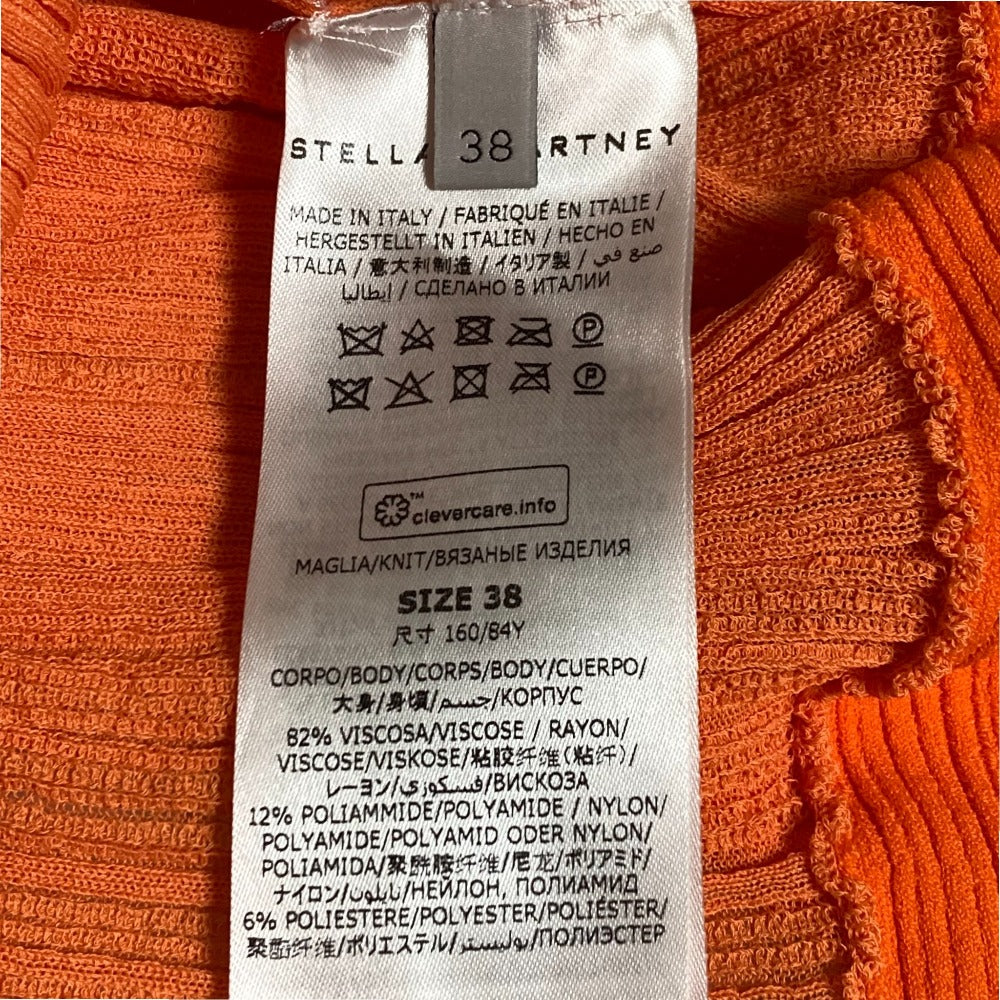 38
STELLA RTNEY
MADE IN ITALY / FABRIQUÉ EN ITALIE /
HERGESTELLT IN ITALIEN / HECHO EN
ITALIA / 意大利制造 / イタリア製 / صنع في
إيطاليا / СДЕЛАНО В ИТАЛИИ
P
P
™ clevercare.info
MAGLIA/KNIT/ВЯЗАНЫЕ ИЗДЕЛИЯ
SIZE 38
尺寸 160/84Y
CORPO/BODY/CORPS/BODY/CUERPO/
大身/身頃/جسم/КОРПУС
82% VISCOSA/VISCOSE / RAYON/
VISCOSE/VISKOSE/粘胶纤维(粘纤)/
レーヨン/فسكوزي/ВИСКОЗА
12% POLIAMMIDE/POLYAMIDE / NYLON/
POLYAMIDE/POLYAMID ODER NYLON/
POLIAMIDA/聚酰胺纤维/尼龙/ポリアミド/
ナイロン/نايلون/НЕЙЛОН, ПОЛИАМИД
6% POLIESTERE/POLYESTER/POLIÉSTER/
聚酯纤维/ポリエステル/بوليستر/ПОЛИЭСТЕР